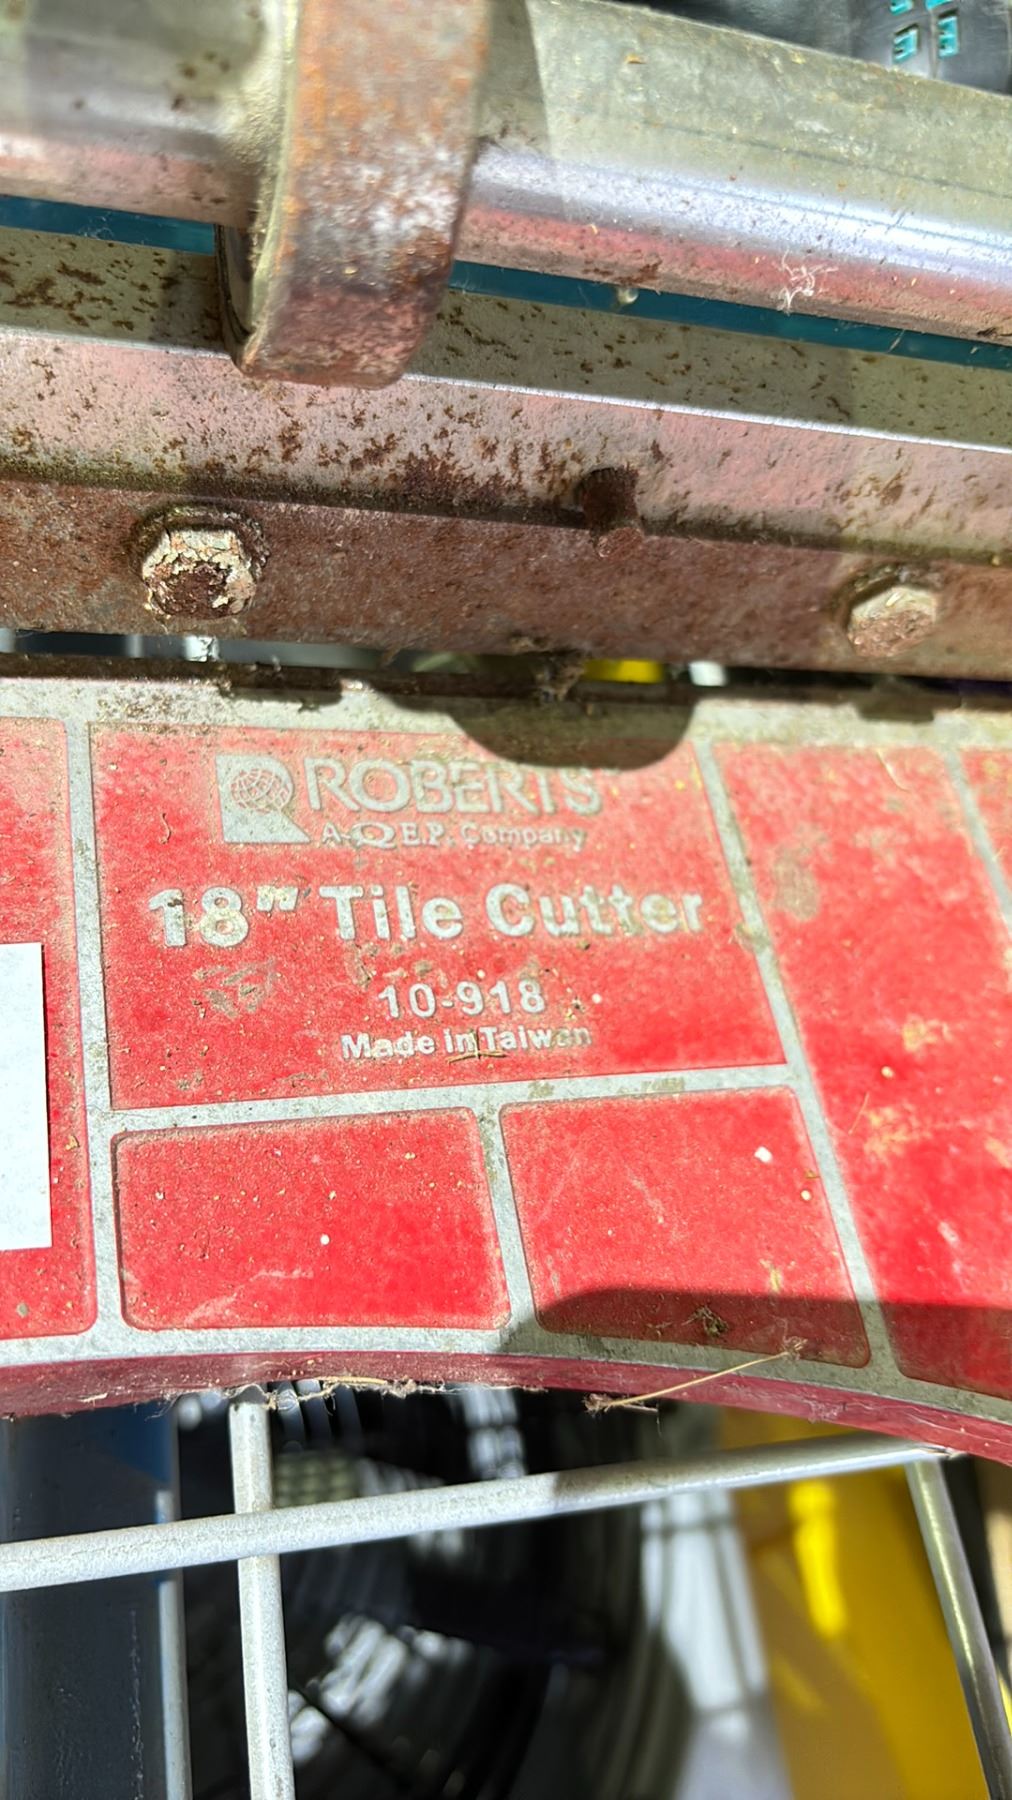 ROBERTS
A Q.E.P. Company
18" Tile Cutter
10-918
Made in Taiwan